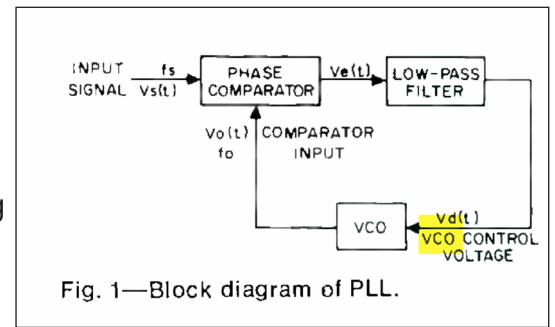 INPUT fs
SIGNAL Vs(t)
PHASE
COMPARATOR
Ve(t)
LOW-PASS
FILTER
Vo(t) COMPARATOR
fo INPUT
VCO
Vd(t)
VCO CONTROL
VOLTAGE
g
Fig. 1—Block diagram of PLL.